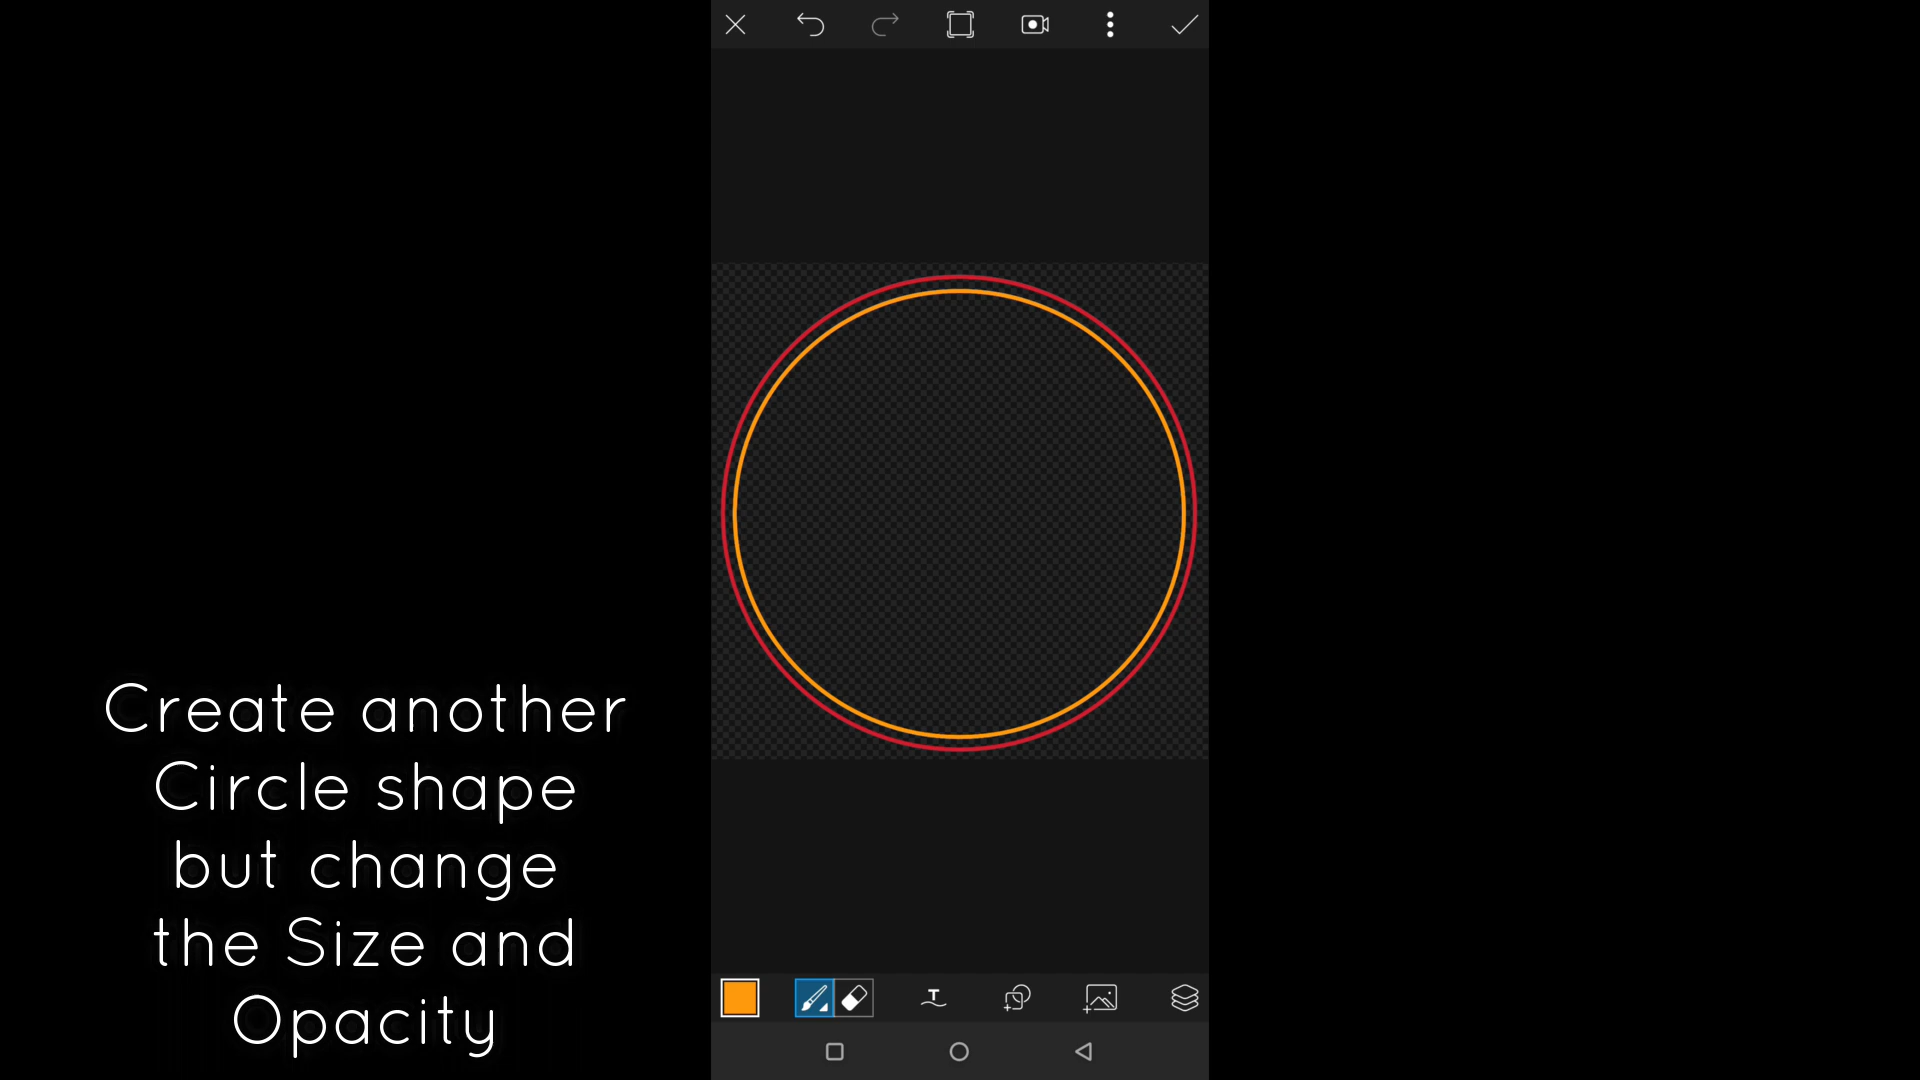 Create another
Circle shape
but change
the Size and
Opacity